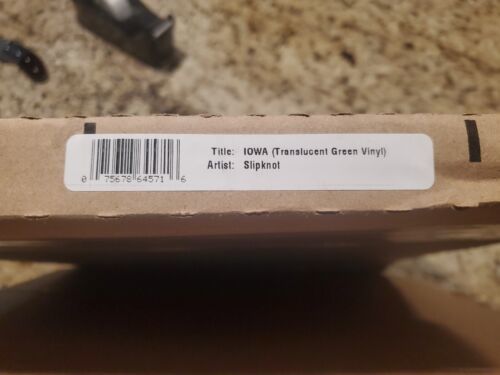 Title: IOWA (Translucent Green Vinyl)
Artist: Slipknot
0 75678 64571 6